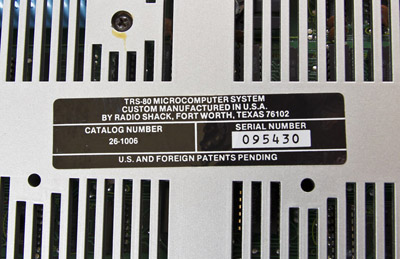 TRS-80 MICROCOMPUTER SYSTEM
CUSTOM MANUFACTURED IN U.S.A.
BY RADIO SHACK, FORT WORTH, TEXAS 76102
CATALOG NUMBER
26-1006
SERIAL NUMBER
095430
U.S. AND FOREIGN PATENTS PENDING